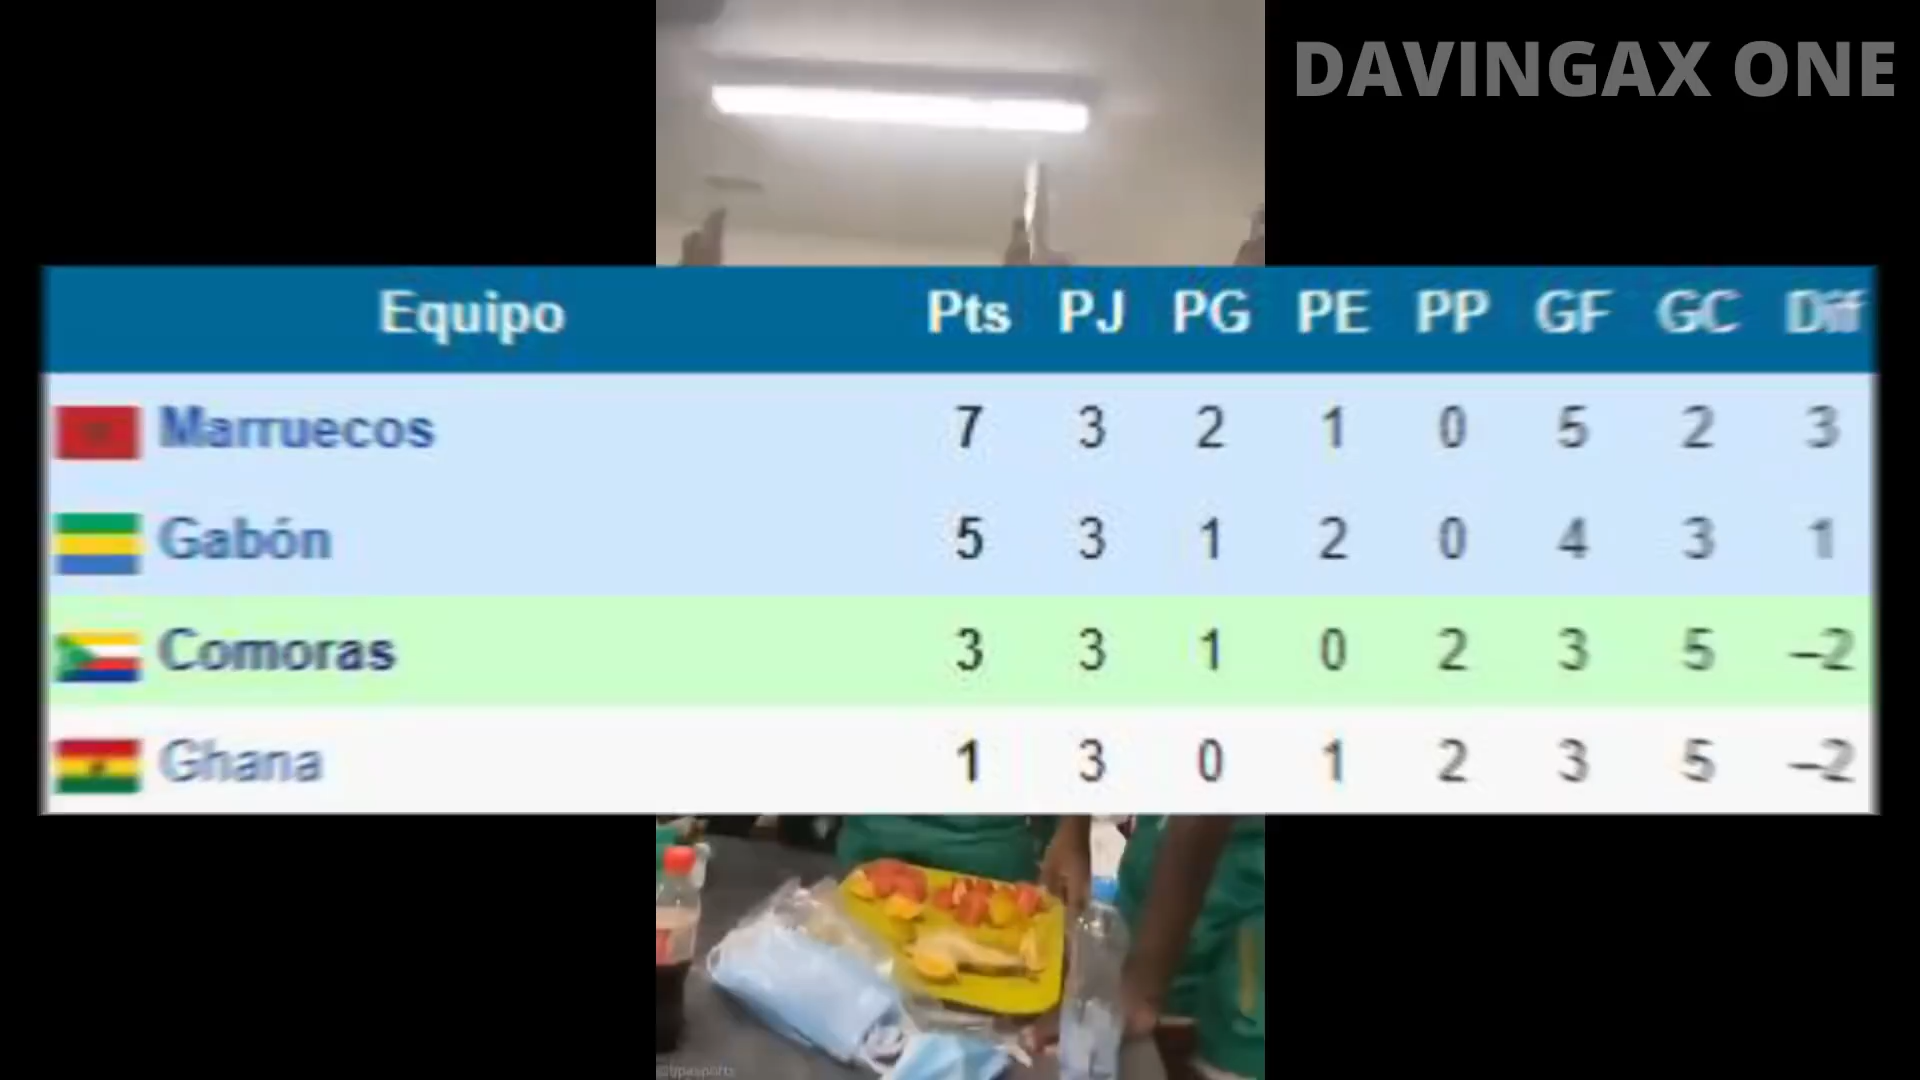 DAVINGAX ONE
Equipo Pts PJ PG PE PP GF GC Dif
Marruecos 7 3 2 1 0 5 2 3
Gabón 5 3 1 2 0 4 3 1
Comoras 3 3 1 0 2 3 5 –2
Ghana 1 3 0 1 2 3 5 –2